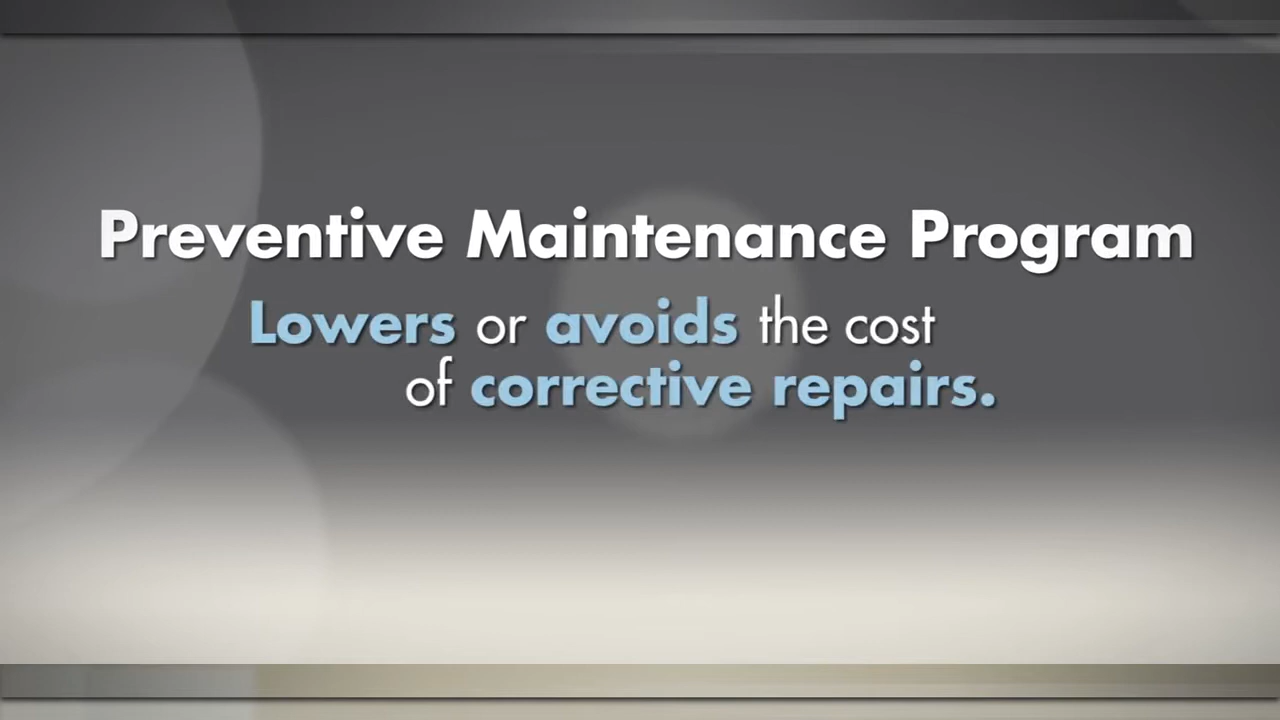 Preventive Maintenance Program
Lowers or avoids the cost
of corrective repairs.